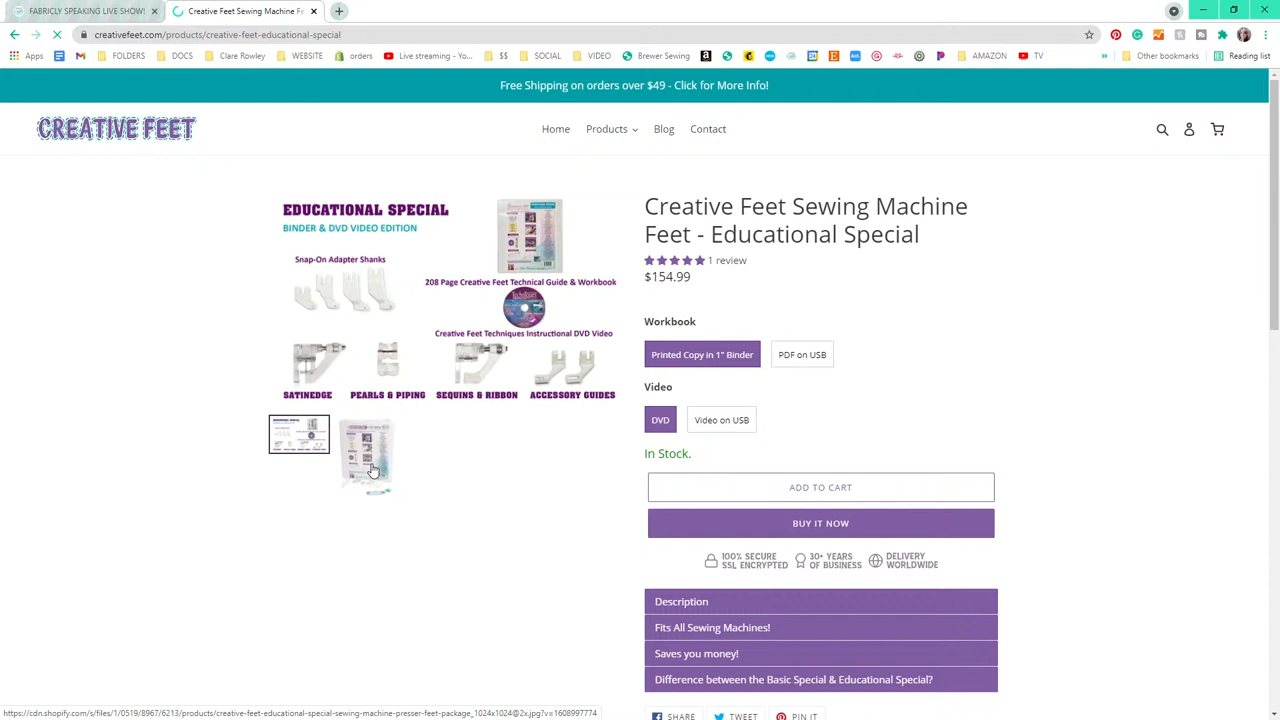 FABRICLY SPEAKING LIVE SHOW!
Creative Feet Sewing Machine F
creativefeet.com/products/creative-feet-educational-special
Apps
FOLDERS
DOCS
Clare Rowley
WEBSITE
orders
Live streaming - Yo...
$$
SOCIAL
VIDEO
Brewer Sewing
AMAZON
TV
Other bookmarks
Reading list
Free Shipping on orders over $49 - Click for More Info!
CREATIVE FEET
Home
Products
Blog
Contact
EDUCATIONAL SPECIAL
BINDER & DVD VIDEO EDITION
Snap-On Adapter Shanks
208 Page Creative Feet Technical Guide & Workbook
Creative Feet Techniques Instructional DVD Video
SATINEDGE
PEARLS & PIPING
SEQUINS & RIBBON
ACCESSORY GUIDES
Creative Feet Sewing Machine
Feet - Educational Special
1 review
$154.99
Workbook
Printed Copy in 1" Binder
PDF on USB
Video
DVD
Video on USB
In Stock.
ADD TO CART
BUY IT NOW
100% SECURE
SSL ENCRYPTED
30+ YEARS
OF BUSINESS
DELIVERY
WORLDWIDE
Description
Fits All Sewing Machines!
Saves you money!
Difference between the Basic Special & Educational Special?
SHARE
TWEET
PIN IT
https://cdn.shopify.com/s/files/1/0519/8967/6213/products/creative-feet-educational-special-sewing-machine-presser-feet-package_1024x1024@2x.jpg?v=1608997774